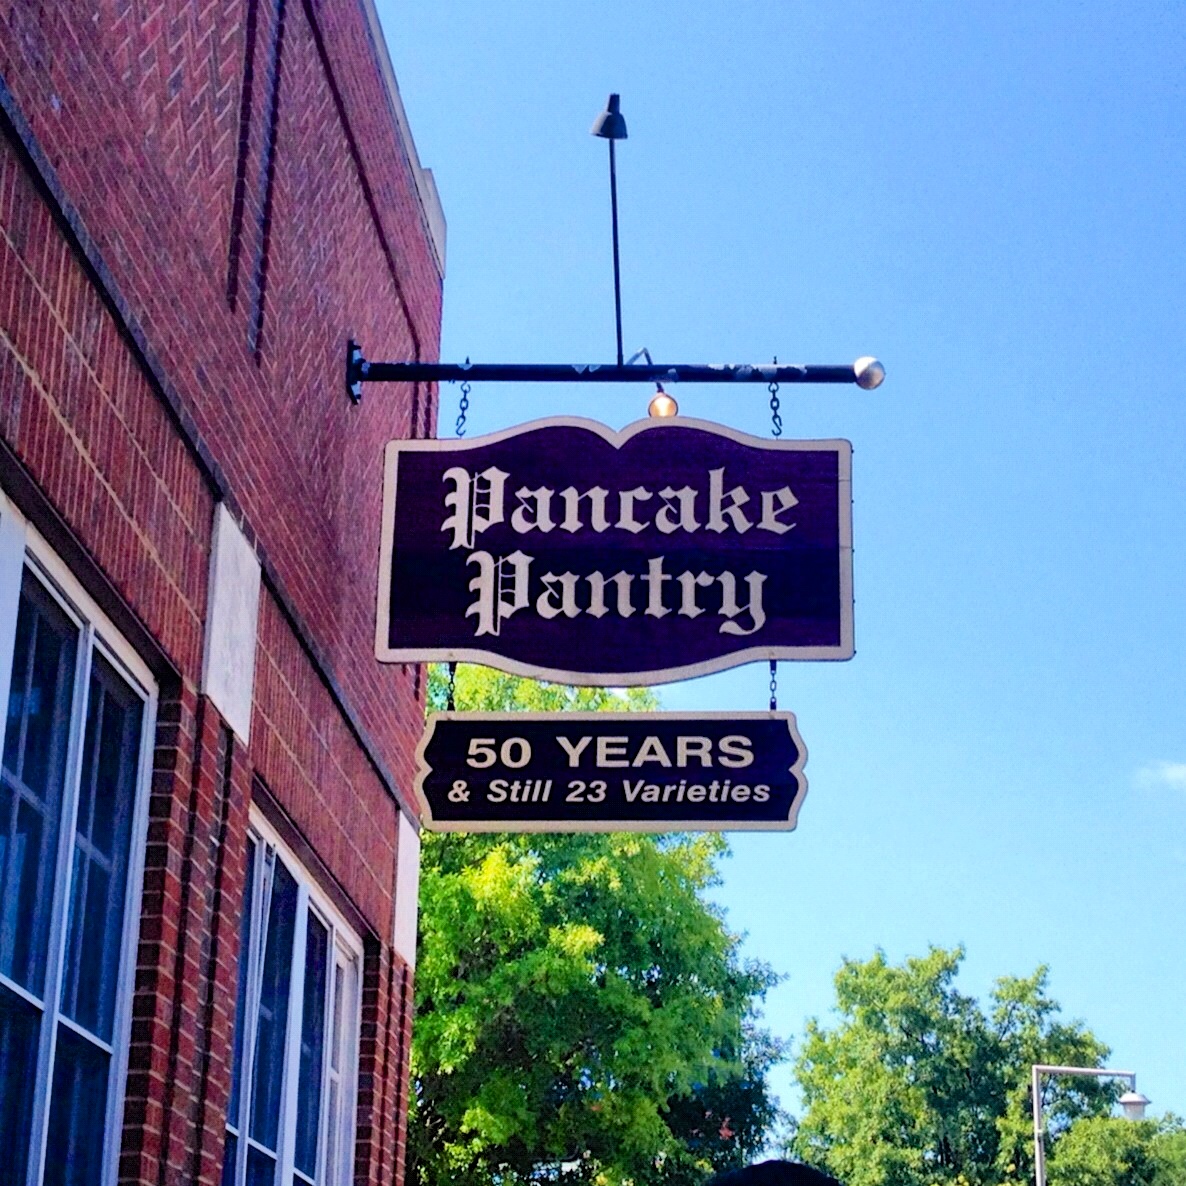 Pancake
Pantry
50 YEARS
& Still 23 Varieties